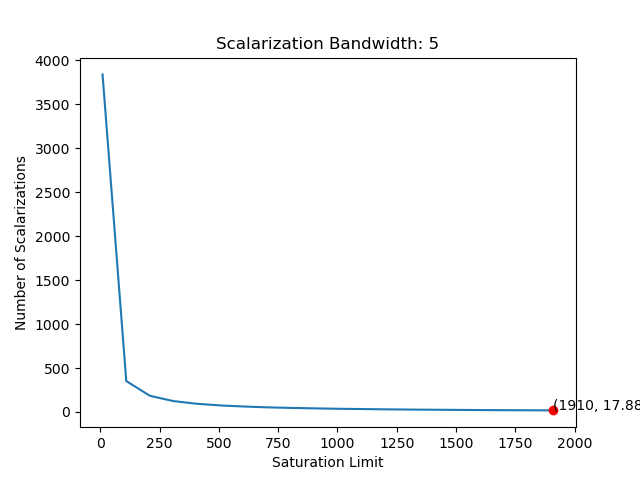 Scalarization Bandwidth: 5
Number of Scalarizations
4000
3500
3000
2500
2000
1500
1000
500
0
(1910, 17.88
0 250 500 750 1000 1250 1500 1750 2000
Saturation Limit